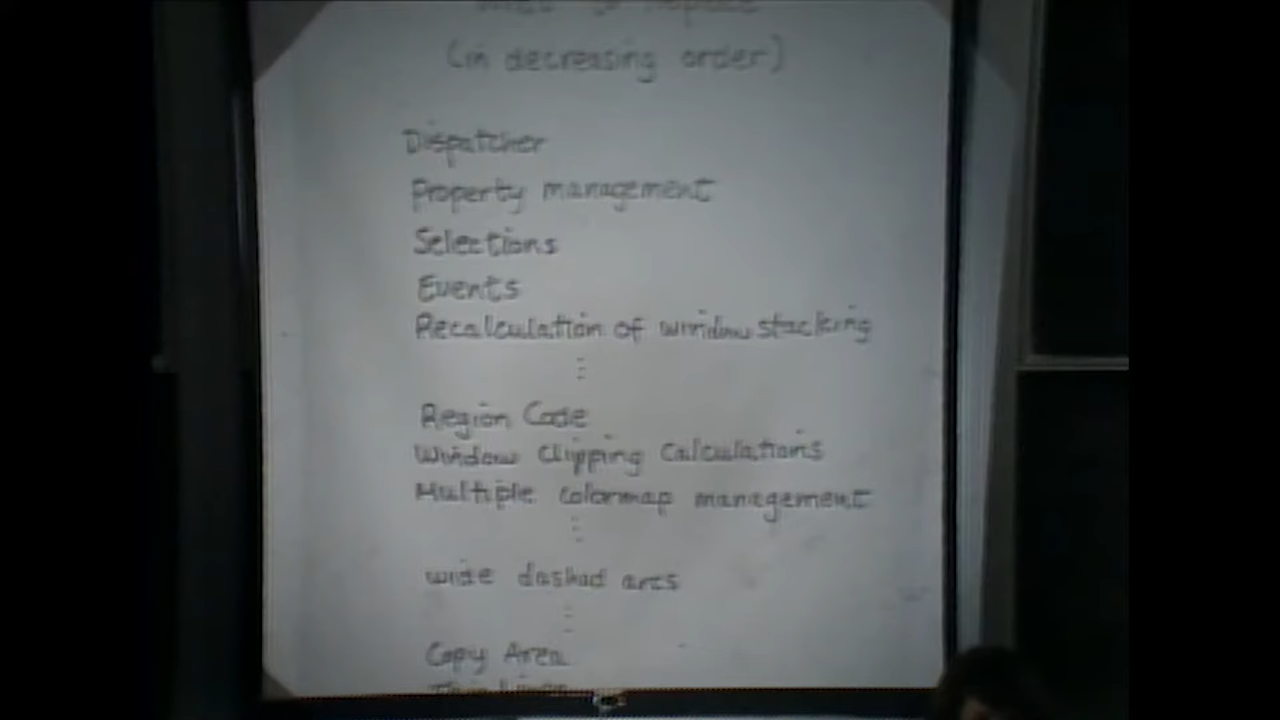 (in decreasing order)
Dispatcher
Property management
Selections
Events
Recalculation of window stacking
⋮
Region Code
Window Clipping Calculations
Multiple colormap management
⋮
wide dashed arcs
⋮
Copy Area